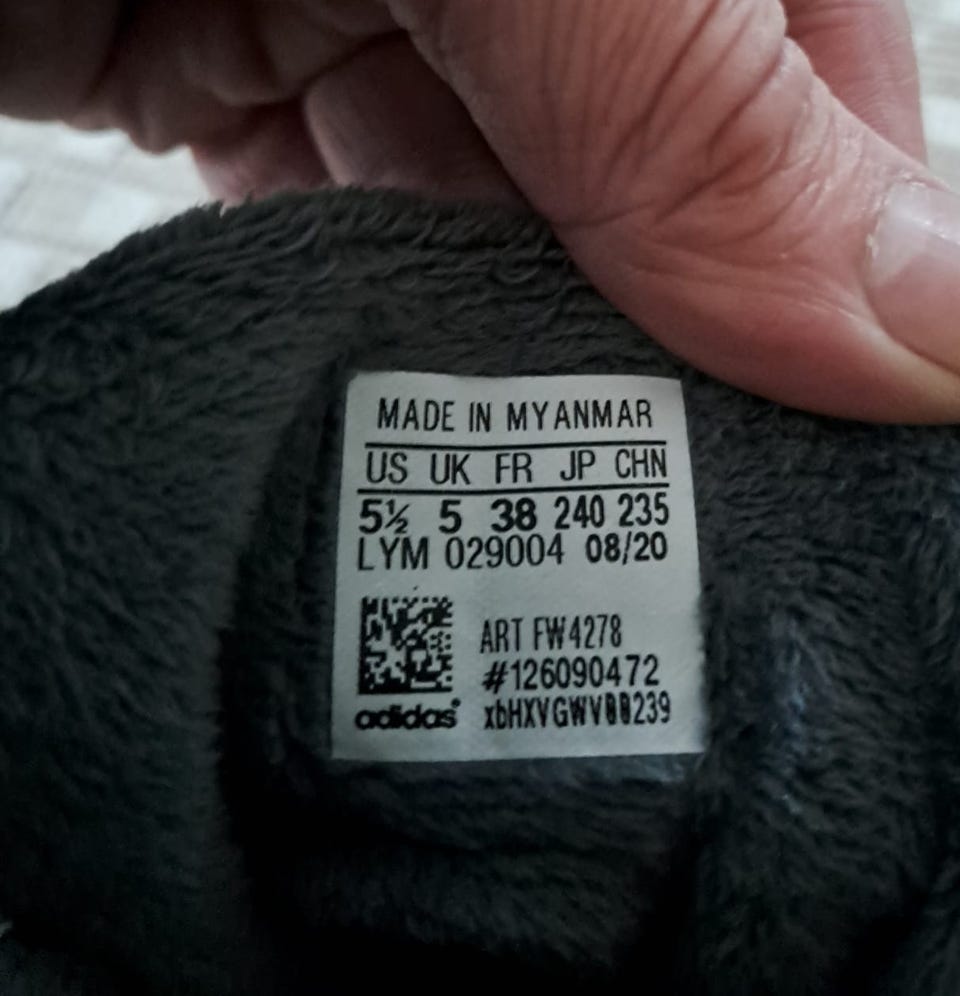 MADE IN MYANMAR
US UK FR JP CHN
5½ 5 38 240 235
LYM 029004 08/20
ART FW4278
#126090472
adidas